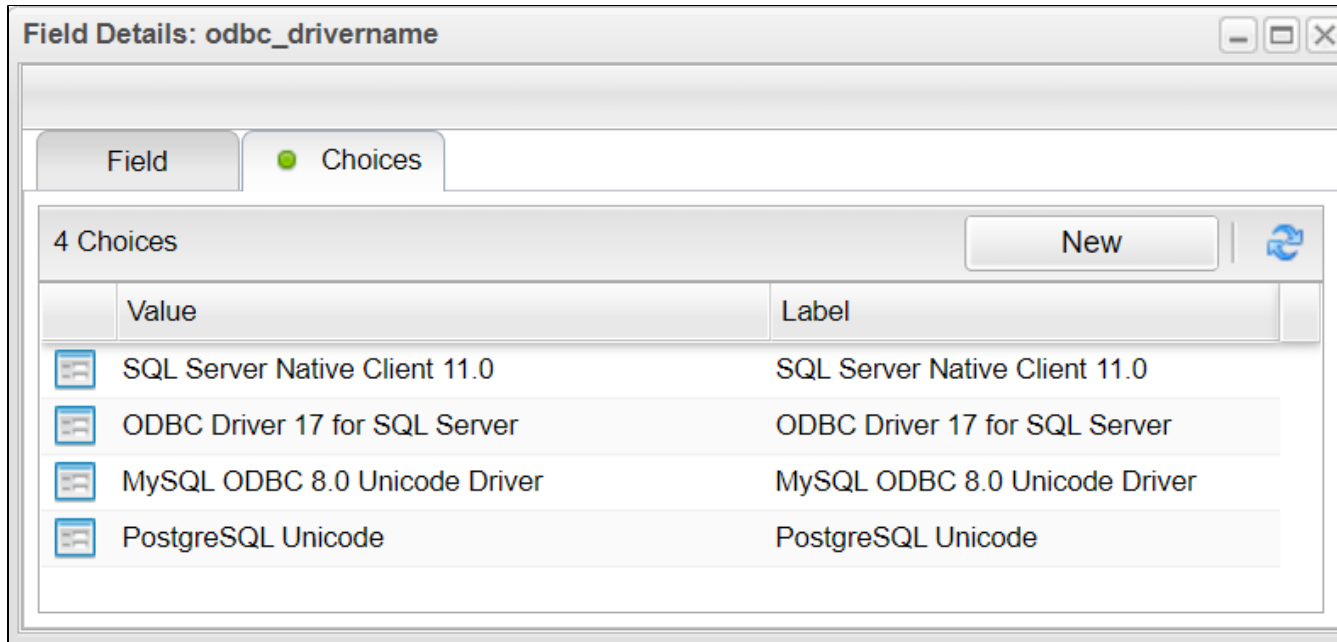 Field Details: odbc_drivername
Field Choices
4 Choices New
Value Label
SQL Server Native Client 11.0 SQL Server Native Client 11.0
ODBC Driver 17 for SQL Server ODBC Driver 17 for SQL Server
MySQL ODBC 8.0 Unicode Driver MySQL ODBC 8.0 Unicode Driver
PostgreSQL Unicode PostgreSQL Unicode